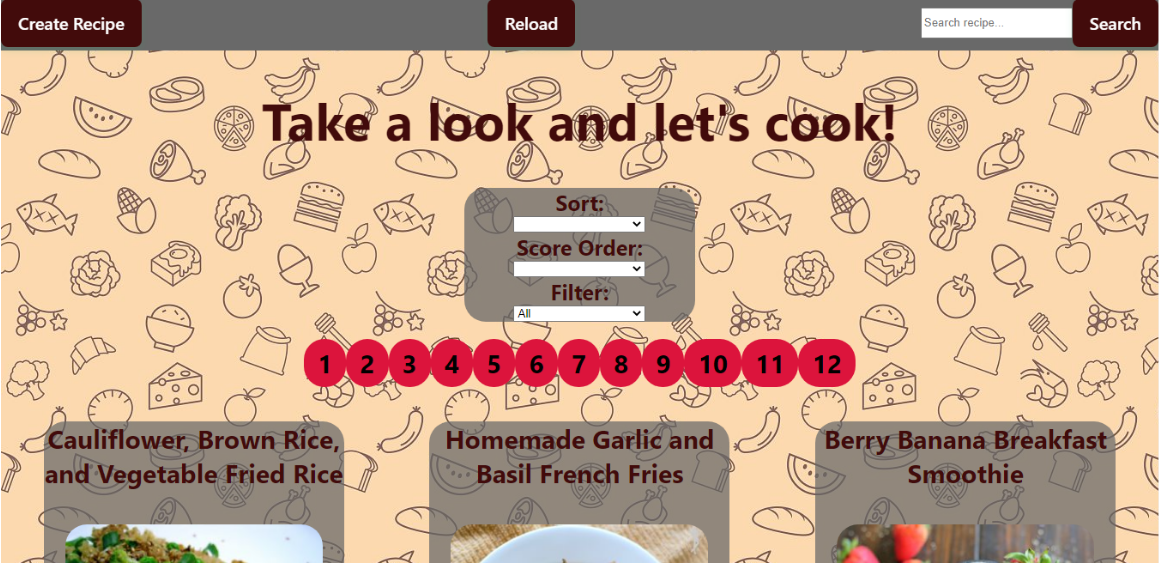 Create Recipe
Reload
Search recipe...
Search
Take a look and let's cook!
Sort:
Score Order:
Filter:
All
1 2 3 4 5 6 7 8 9 10 11 12
Cauliflower, Brown Rice,
and Vegetable Fried Rice
Homemade Garlic and
Basil French Fries
Berry Banana Breakfast
Smoothie